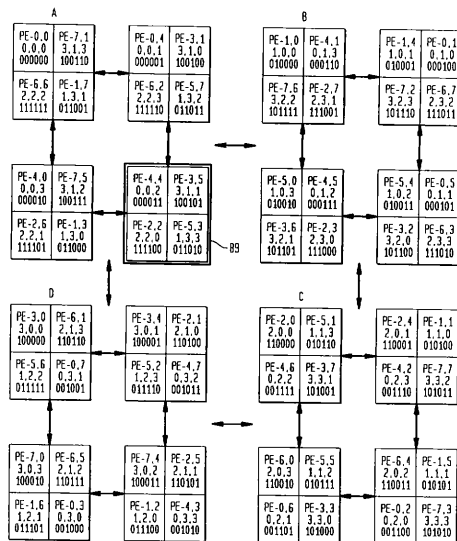 A
B
PE-0,0 PE-7,1 PE-0,4 PE-3,1 PE-1,0 PE-4,1 PE-1,4 PE-0,1
0,0,0 3,1,3 0,0,1 3,1,0 1,0,0 0,1,3 1,0,1 0,1,0
000000 100110 000001 100100 010000 000110 010001 000100
PE-6,6 PE-1,7 PE-6,2 PE-5,7 PE-7,6 PE-2,7 PE-7,2 PE-6,7
2,2,2 1,3,1 2,2,3 1,3,2 3,2,2 2,3,1 3,2,3 2,3,2
111111 011001 111110 011011 101111 111001 101110 111011
PE-4,0 PE-7,5 PE-4,4 PE-3,5 PE-5,0 PE-4,5 PE-5,4 PE-0,5
0,0,3 3,1,2 0,0,2 3,1,1 1,0,3 0,1,2 1,0,2 0,1,1
000010 100111 000011 100101 010010 000111 010011 000101
PE-2,6 PE-1,3 PE-2,2 PE-5,3 PE-3,6 PE-2,3 PE-3,2 PE-6,3
2,2,1 1,3,0 2,2,0 1,3,3 3,2,1 2,3,0 3,2,0 2,3,3
111101 011000 111100 011010 101101 111000 101100 111010
89
D
C
PE-3,0 PE-6,1 PE-3,4 PE-2,1 PE-2,0 PE-5,1 PE-2,4 PE-1,1
3,0,0 2,1,3 3,0,1 2,1,0 2,0,0 1,1,3 2,0,1 1,1,0
100000 110110 100001 110100 110000 010110 110001 010100
PE-5,6 PE-0,7 PE-5,2 PE-4,7 PE-4,6 PE-3,7 PE-4,2 PE-7,7
1,2,2 0,3,1 1,2,3 0,3,2 0,2,2 3,3,1 0,2,3 3,3,2
011111 001001 011110 001011 001111 101001 001110 101011
PE-7,0 PE-6,5 PE-7,4 PE-2,5 PE-6,0 PE-5,5 PE-6,4 PE-1,5
3,0,3 2,1,2 3,0,2 2,1,1 2,0,3 1,1,2 2,0,2 1,1,1
100010 110111 100011 110101 110010 010111 110011 010101
PE-1,6 PE-0,3 PE-1,2 PE-4,3 PE-0,6 PE-3,3 PE-0,2 PE-7,3
1,2,1 0,3,0 1,2,0 0,3,3 0,2,1 3,3,0 0,2,0 3,3,3
011101 001000 011100 001010 001101 101000 001100 101010